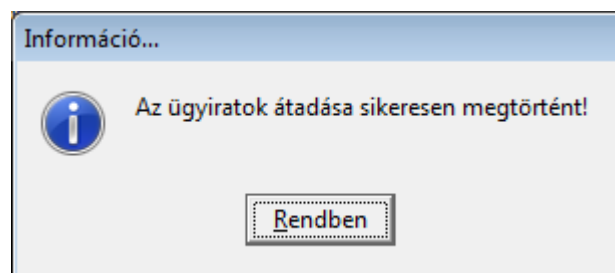 Információ...
Az ügyiratok átadása sikeresen megtörtént!
Rendben